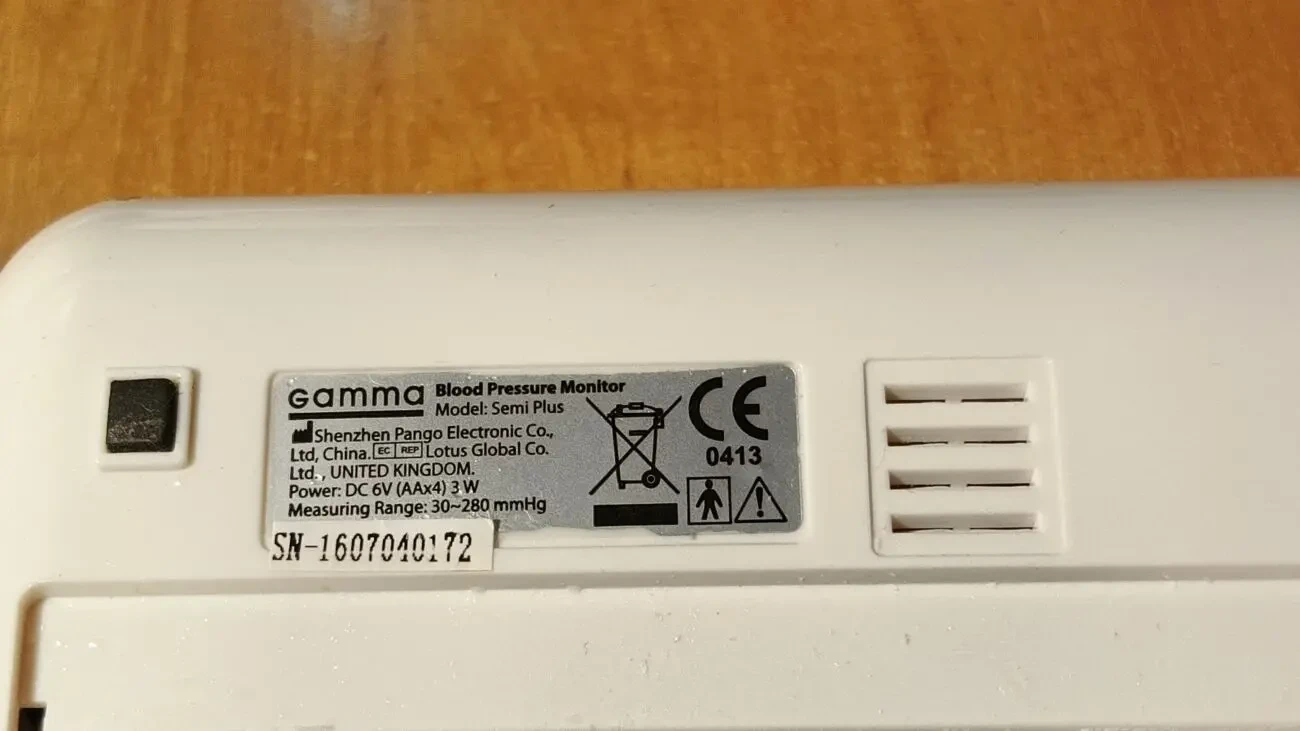 Gamma Blood Pressure Monitor
Model: Semi Plus
Shenzhen Pango Electronic Co.,
Ltd, China. EC REP Lotus Global Co.
Ltd., UNITED KINGDOM.
Power: DC 6V (AAx4) 3 W
Measuring Range: 30~280 mmHg
CE
0413
SN-1607040172